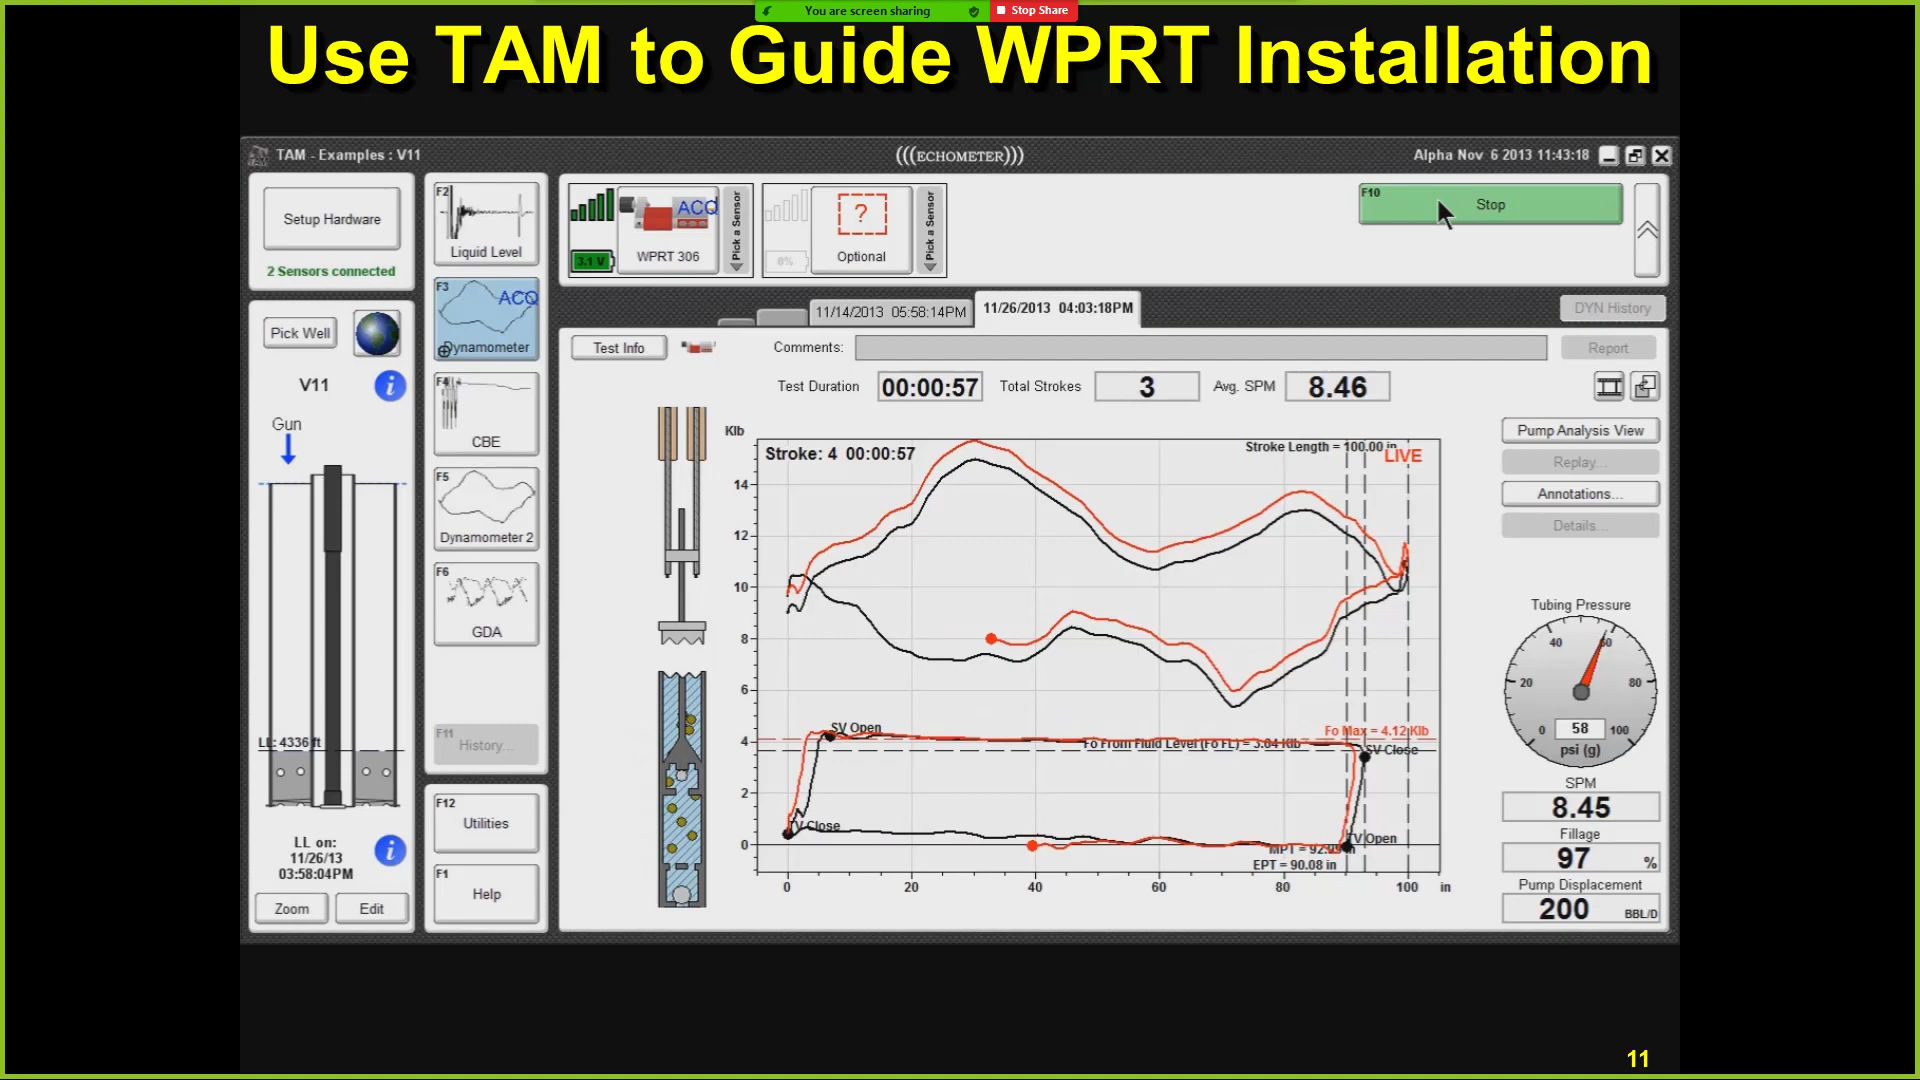 You are screen sharing
Stop Share
Use TAM to Guide WPRT Installation
TAM - Examples : V11
(((ECHOMETER)))
Alpha Nov 6 2013 11:43:18
Setup Hardware
2 Sensors connected
F2
Liquid Level
ACQ
WPRT 306
3.1 V
Pick a Sensor
?
Optional
0%
Pick a Sensor
F10
Stop
F3
ACQ
Dynamometer
11/14/2013 05:58:14PM
11/26/2013 04:03:18PM
DYN History
Pick Well
Test Info
Comments:
Report
V11
i
Test Duration
00:00:57
Total Strokes
3
Avg. SPM
8.46
Gun
F4
CBE
Klb
Stroke: 4 00:00:57
Stroke Length = 100.00 in
LIVE
Pump Analysis View
Replay...
Annotations...
Details...
F5
Dynamometer 2
14
12
10
8
6
4
2
0
F6
GDA
Tubing Pressure
0
20
40
60
80
100
58
psi (g)
SV Open
Fo Max = 4.12 Klb
Fo From Fluid Level (Fo FL) = 3.64 Klb
SV Close
TV Close
TV Open
MPT = 92.99 in
EPT = 90.08 in
0
20
40
60
80
100
in
LL: 4336 ft
F11
History...
SPM
8.45
Fillage
97
%
Pump Displacement
200
BBL/D
F12
Utilities
LL on:
11/26/13
03:58:04PM
i
F1
Help
Zoom
Edit
11